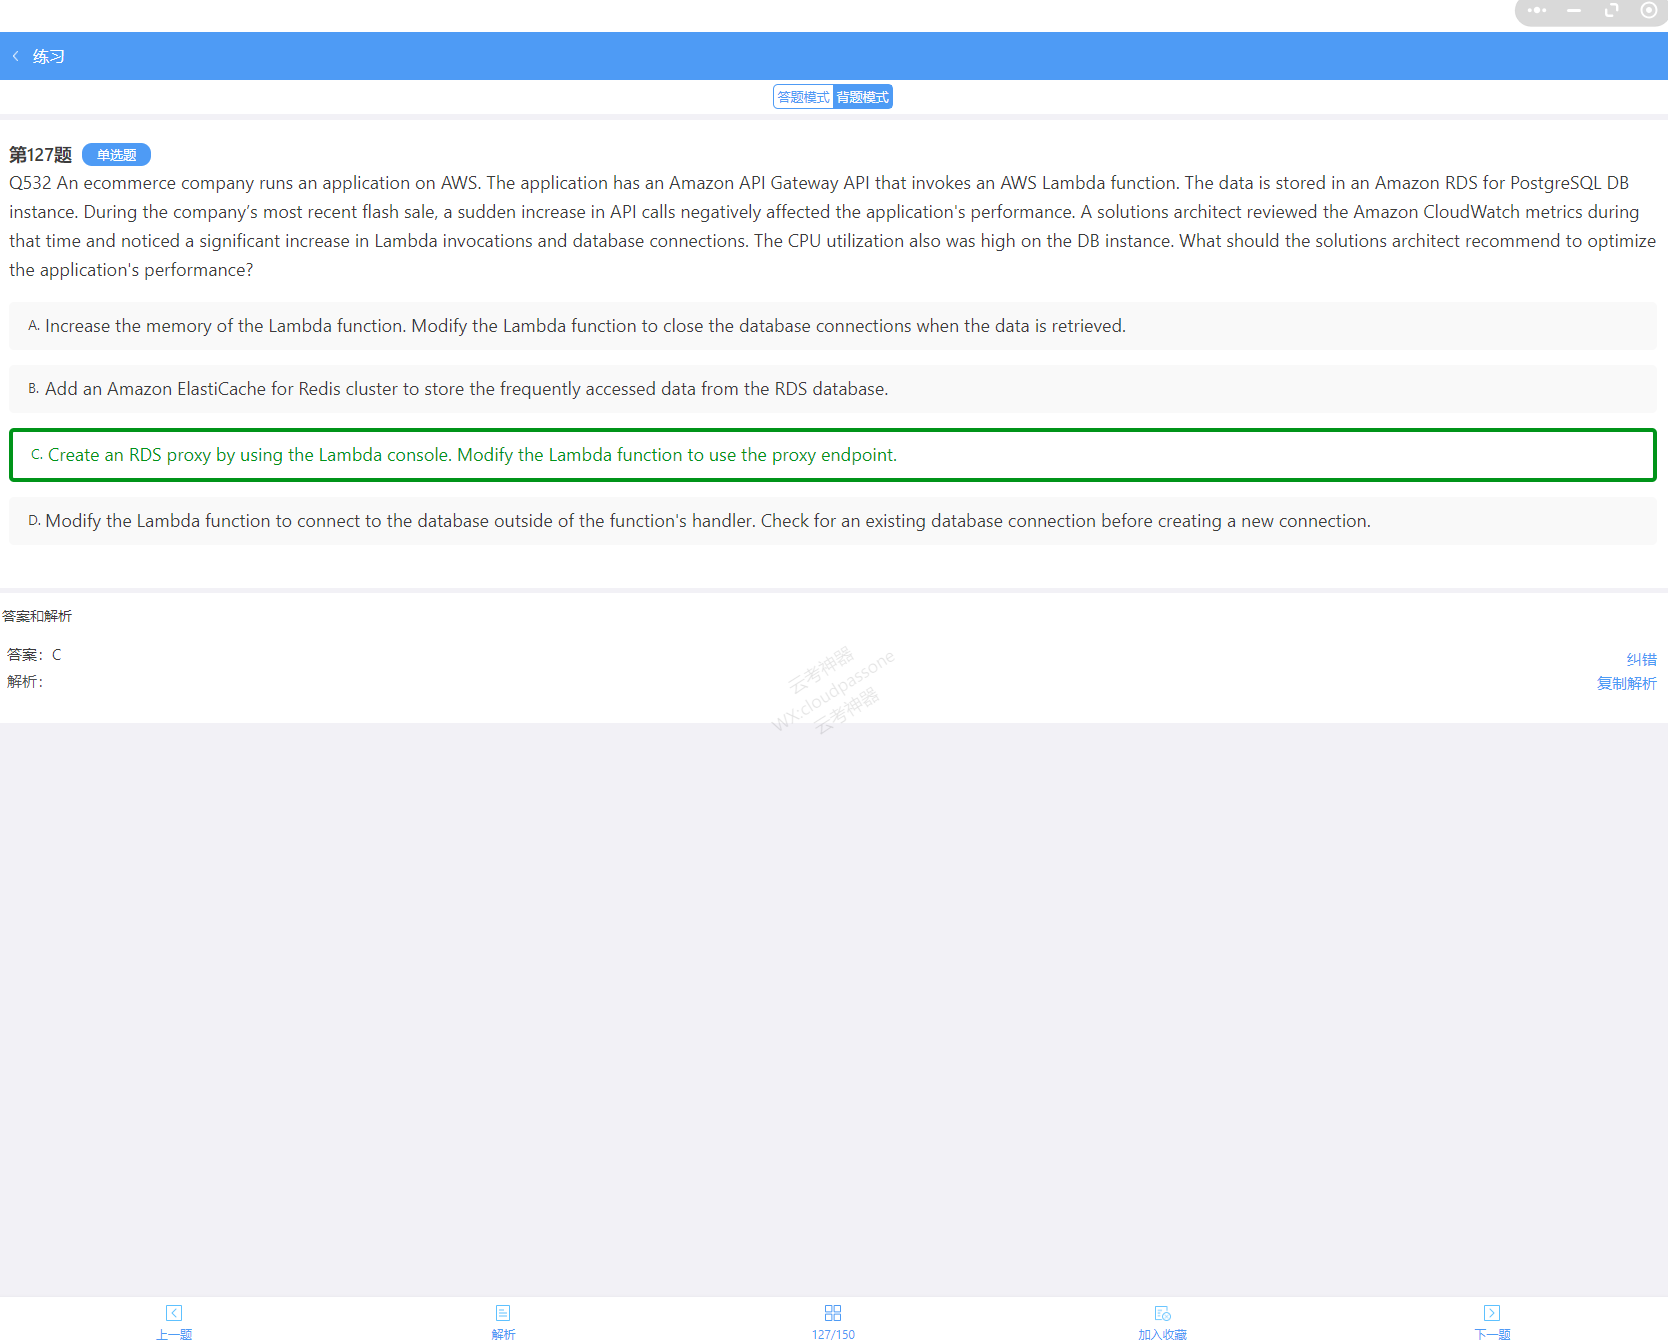 练习
答题模式 背题模式
第127题 单选题
Q532 An ecommerce company runs an application on AWS. The application has an Amazon API Gateway API that invokes an AWS Lambda function. The data is stored in an Amazon RDS for PostgreSQL DB
instance. During the company’s most recent flash sale, a sudden increase in API calls negatively affected the application's performance. A solutions architect reviewed the Amazon CloudWatch metrics during
that time and noticed a significant increase in Lambda invocations and database connections. The CPU utilization also was high on the DB instance. What should the solutions architect recommend to optimize
the application's performance?
A. Increase the memory of the Lambda function. Modify the Lambda function to close the database connections when the data is retrieved.
B. Add an Amazon ElastiCache for Redis cluster to store the frequently accessed data from the RDS database.
C. Create an RDS proxy by using the Lambda console. Modify the Lambda function to use the proxy endpoint.
D. Modify the Lambda function to connect to the database outside of the function's handler. Check for an existing database connection before creating a new connection.
答案和解析
答案：C
纠错
解析：
复制解析
云考神器
WX:cloudpassone
云考神器
上一题 解析 127/150 加入收藏 下一题